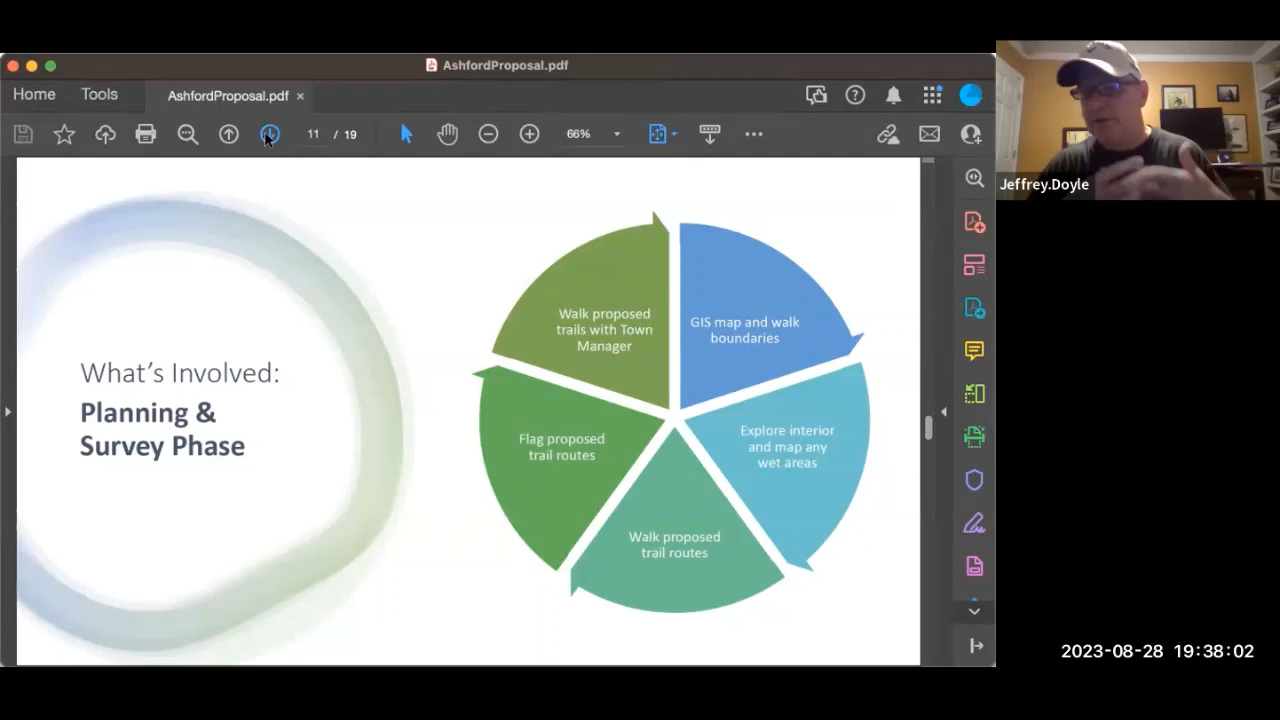 AshfordProposal.pdf
Home
Tools
AshfordProposal.pdf ×
11 / 19
66%
Jeffrey.Doyle
What's Involved:
Planning &
Survey Phase
Walk proposed
trails with Town
Manager
GIS map and walk
boundaries
Explore interior
and map any
wet areas
Walk proposed
trail routes
Flag proposed
trail routes
2023-08-28 19:38:02